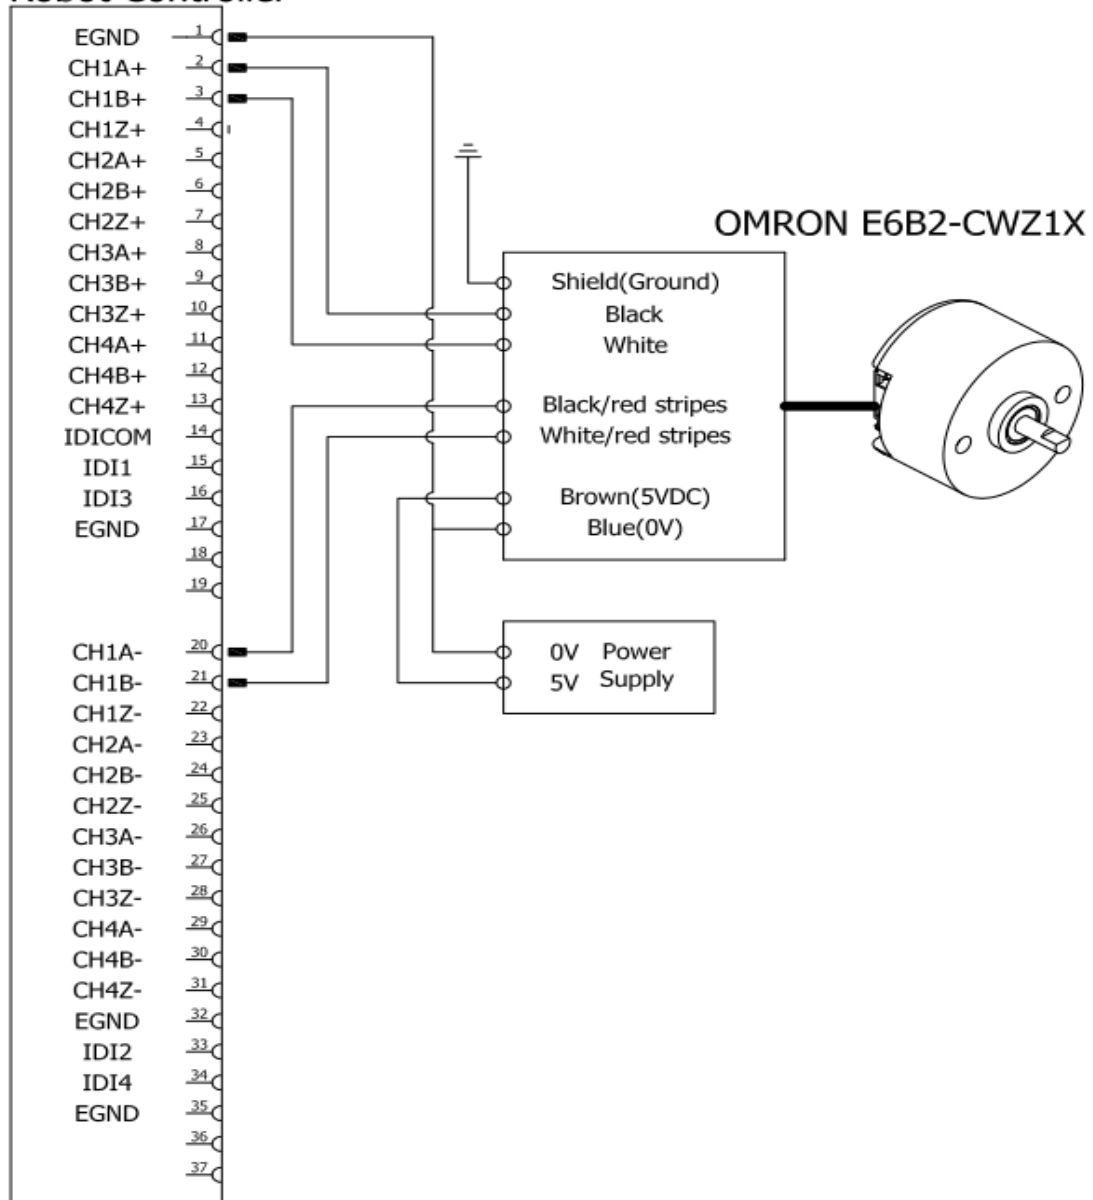 EGND 1
CH1A+ 2
CH1B+ 3
CH1Z+ 4
CH2A+ 5
CH2B+ 6
CH2Z+ 7
CH3A+ 8
CH3B+ 9
CH3Z+ 10
CH4A+ 11
CH4B+ 12
CH4Z+ 13
IDICOM 14
IDI1 15
IDI3 16
EGND 17
18
19
CH1A- 20
CH1B- 21
CH1Z- 22
CH2A- 23
CH2B- 24
CH2Z- 25
CH3A- 26
CH3B- 27
CH3Z- 28
CH4A- 29
CH4B- 30
CH4Z- 31
EGND 32
IDI2 33
IDI4 34
EGND 35
36
37
OMRON E6B2-CWZ1X
Shield(Ground)
Black
White
Black/red stripes
White/red stripes
Brown(5VDC)
Blue(0V)
0V Power
5V Supply